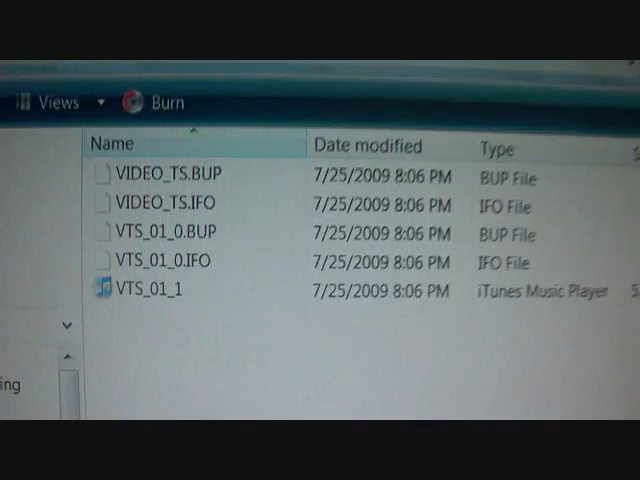 Views Burn
Name Date modified Type
VIDEO_TS.BUP 7/25/2009 8:06 PM BUP File
VIDEO_TS.IFO 7/25/2009 8:06 PM IFO File
VTS_01_0.BUP 7/25/2009 8:06 PM BUP File
VTS_01_0.IFO 7/25/2009 8:06 PM IFO File
VTS_01_1 7/25/2009 8:06 PM iTunes Music Player 5
ing